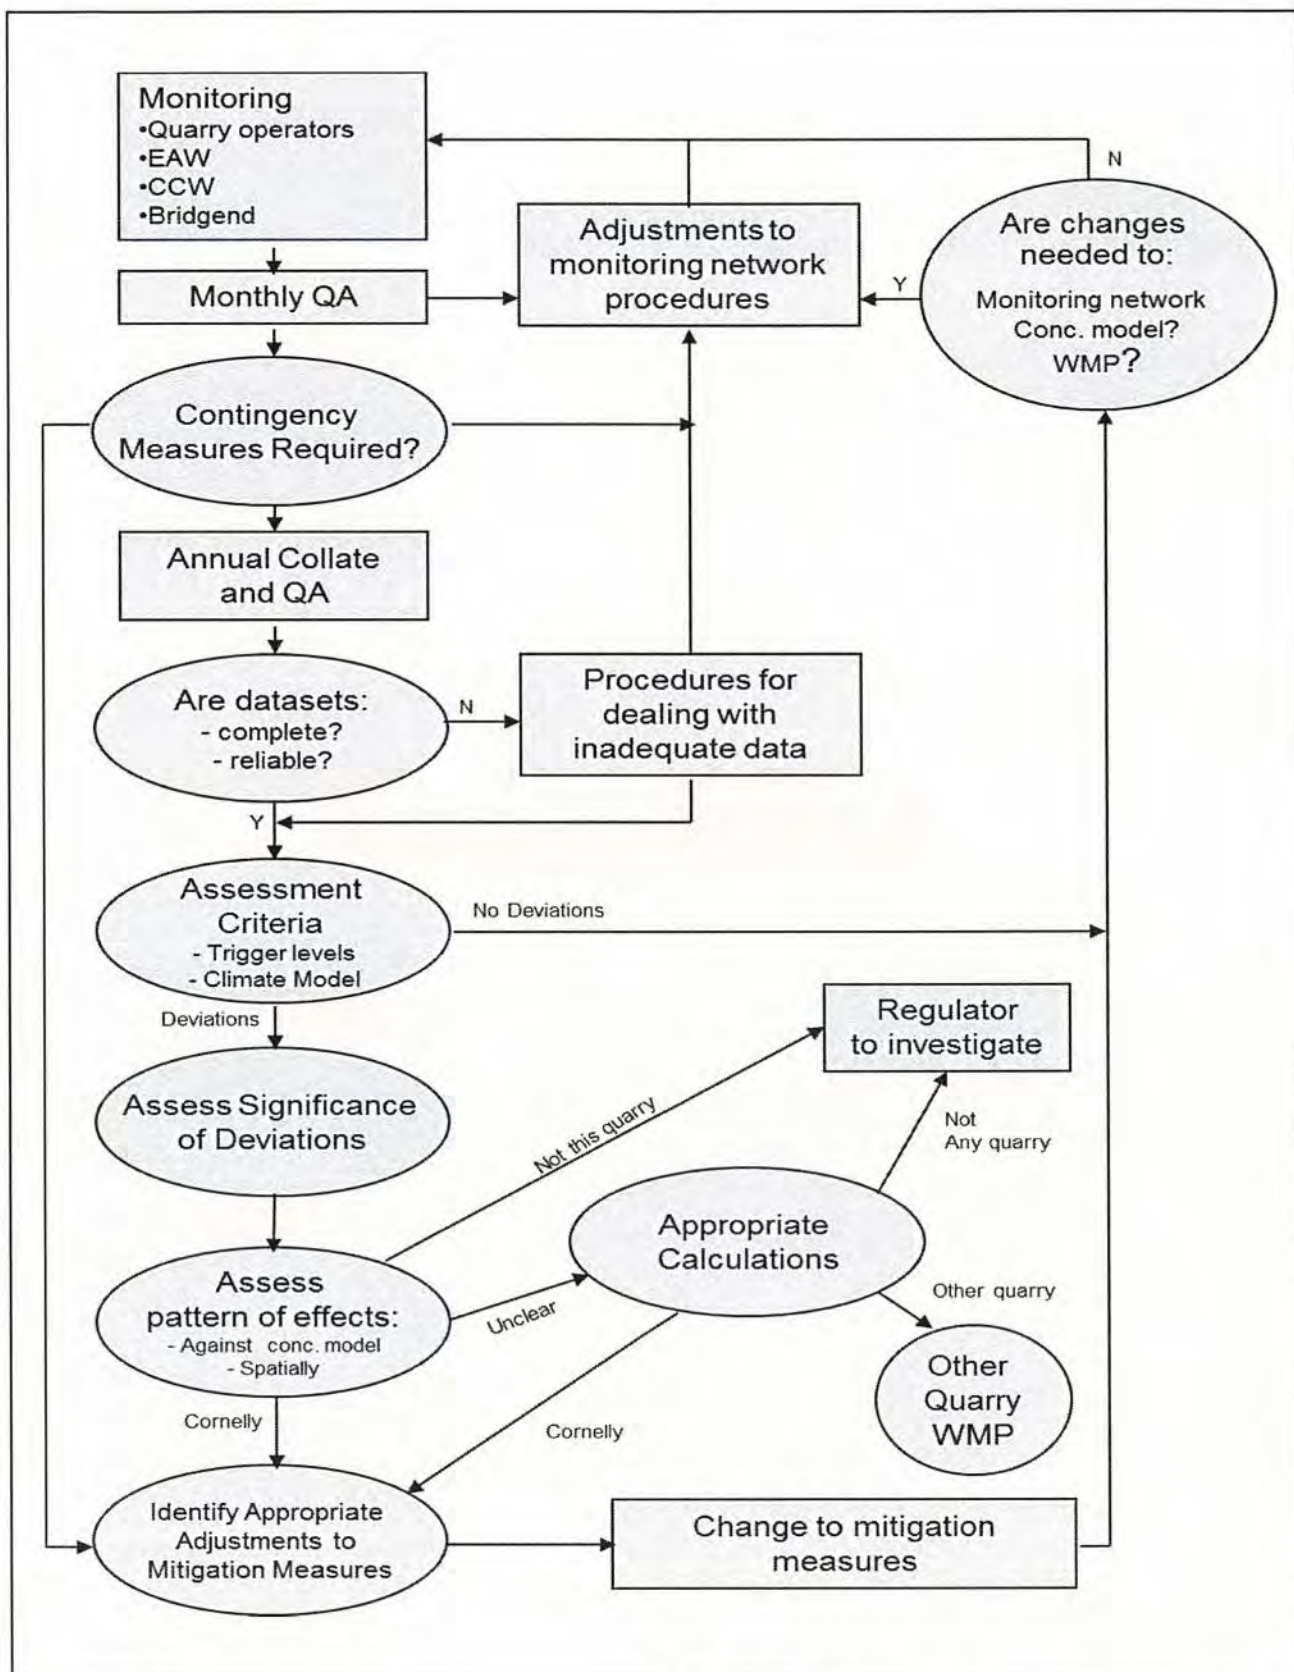 Monitoring
•Quarry operators
•EAW
•CCW
•Bridgend
N
Are changes
needed to:
Monitoring network
Conc. model?
WMP?
Adjustments to
monitoring network
procedures
Y
Monthly QA
Contingency
Measures Required?
Annual Collate
and QA
Are datasets:
- complete?
- reliable?
N
Procedures for
dealing with
inadequate data
Y
Assessment
Criteria
- Trigger levels
- Climate Model
No Deviations
Deviations
Regulator
to investigate
Assess Significance
of Deviations
Not this quarry
Not
Any quarry
Appropriate
Calculations
Assess
pattern of effects:
- Against conc. model
- Spatially
Unclear
Other quarry
Other
Quarry
WMP
Cornelly
Cornelly
Identify Appropriate
Adjustments to
Mitigation Measures
Change to mitigation
measures